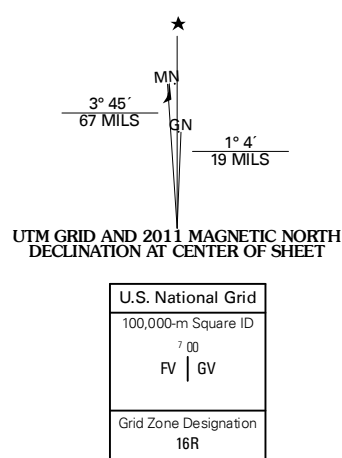 MN
3° 45´
67 MILS
GN
1° 4´
19 MILS
UTM GRID AND 2011 MAGNETIC NORTH
DECLINATION AT CENTER OF SHEET
U.S. National Grid
100,000-m Square ID
7 00
FV GV
Grid Zone Designation
16R